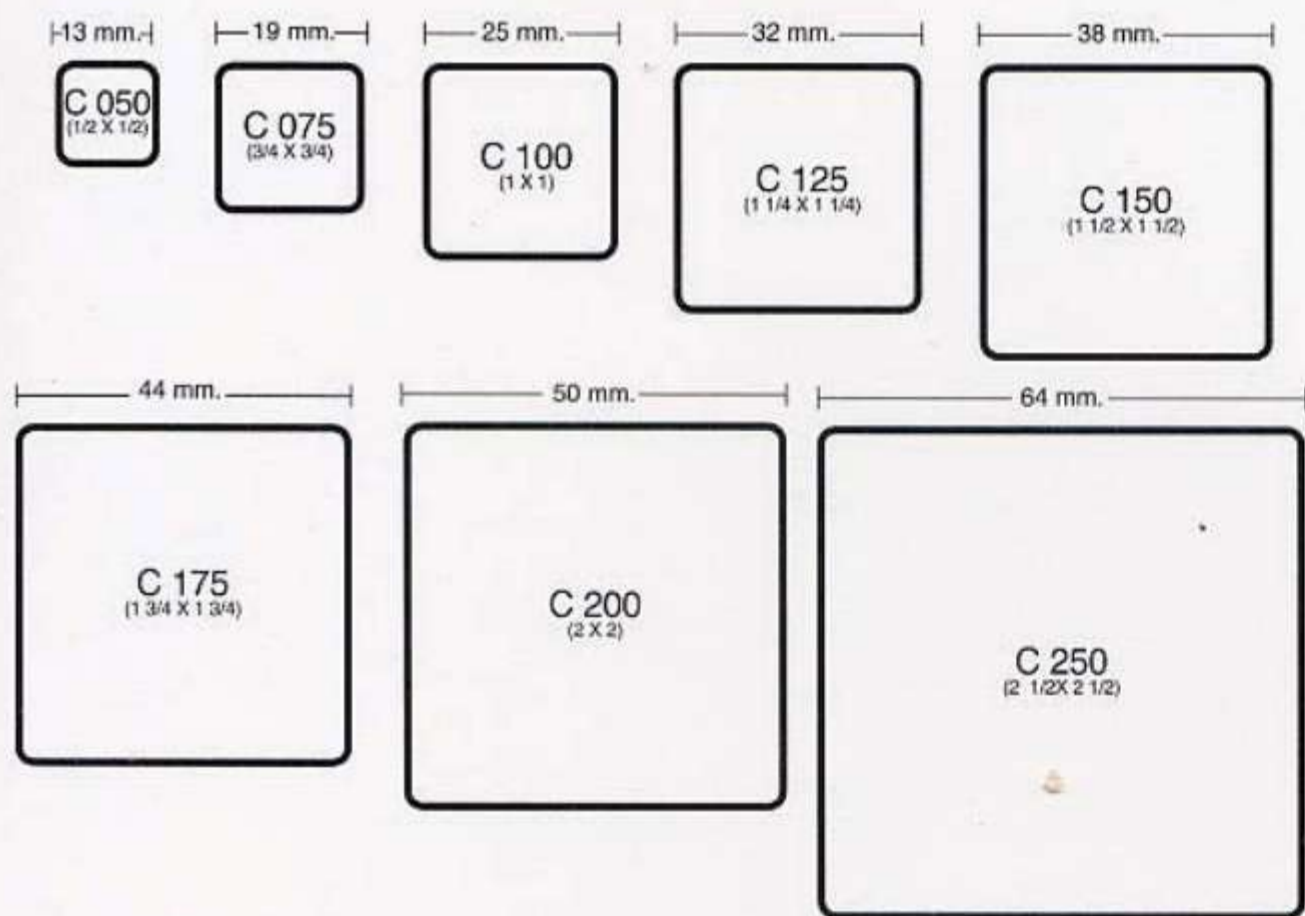 13 mm.
19 mm.
25 mm.
32 mm.
38 mm.
C 050
(1/2 X 1/2)
C 075
(3/4 X 3/4)
C 100
(1 X 1)
C 125
(1 1/4 X 1 1/4)
C 150
(1 1/2 X 1 1/2)
44 mm.
50 mm.
64 mm.
C 175
(1 3/4 X 1 3/4)
C 200
(2 X 2)
C 250
(2 1/2X 2 1/2)